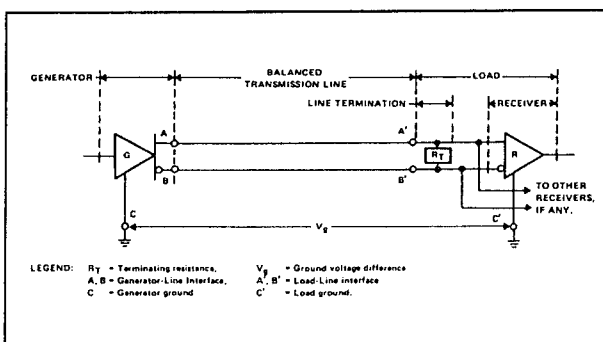 GENERATOR
BALANCED
TRANSMISSION LINE
LOAD
LINE TERMINATION
RECEIVER
A
A'
G
RT
R
B
B'
TO OTHER
RECEIVERS,
IF ANY.
C
Vg
C'
LEGEND: RT = Terminating resistance, Vg = Ground voltage difference
A, B = Generator-Line Interface, A', B' = Load-Line interface
C = Generator ground C' = Load ground.